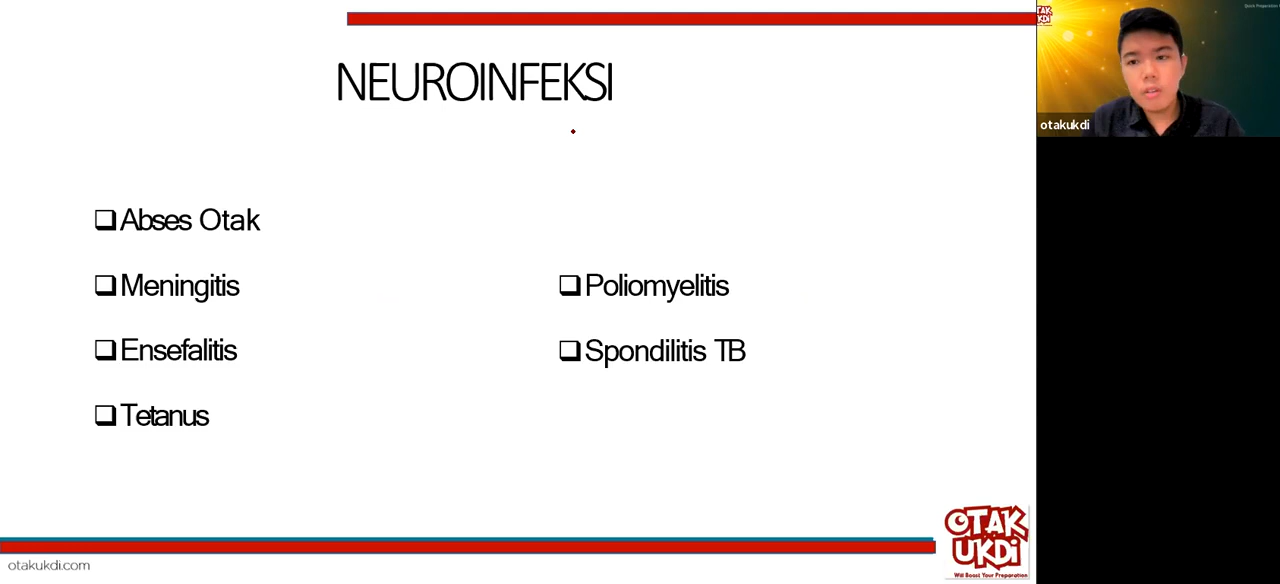 NEUROINFEKSI
Abses Otak
Meningitis
Ensefalitis
Tetanus
Poliomyelitis
Spondilitis TB
otakukdi.com
OTAK
UKDI
Will Boost Your Preparation
otakukdi